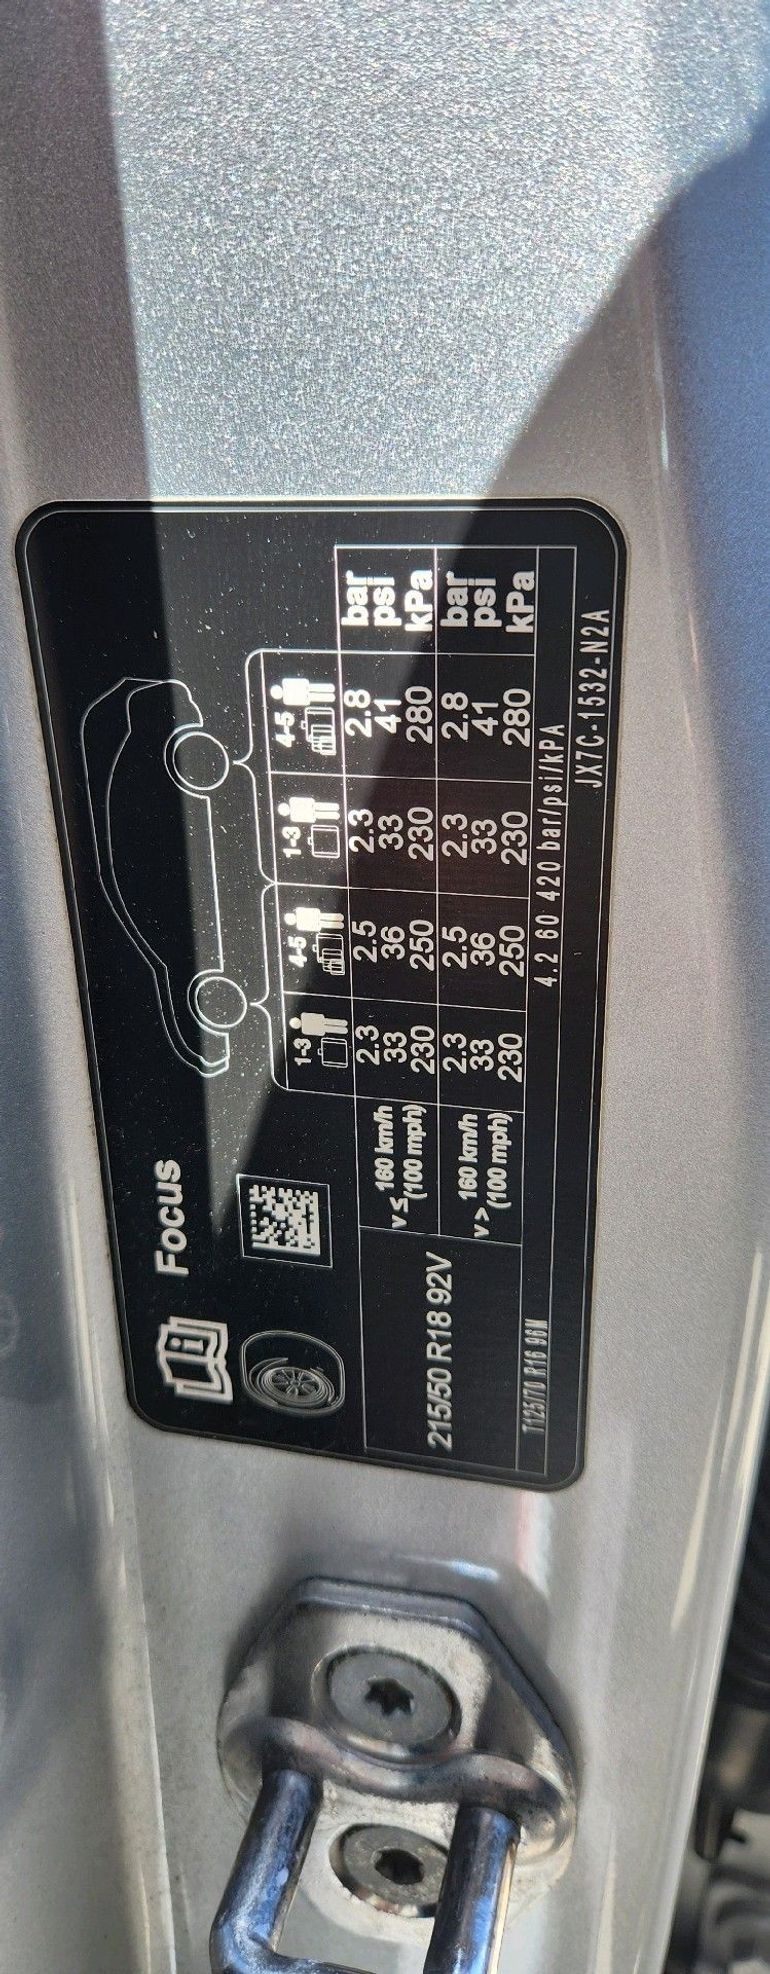 Focus
1-3 4-5 1-3 4-5
215/50 R18 92V
v ≤ 160 km/h
(100 mph)
2.3 2.5 2.3 2.8 bar
33 36 33 41 psi
230 250 230 280 kPa
v > 160 km/h
(100 mph)
2.3 2.5 2.3 2.8 bar
33 36 33 41 psi
230 250 230 280 kPa
T125/70 R16 96M 4.2 60 420 bar/psi/kPA
JX7C-1532-N2A